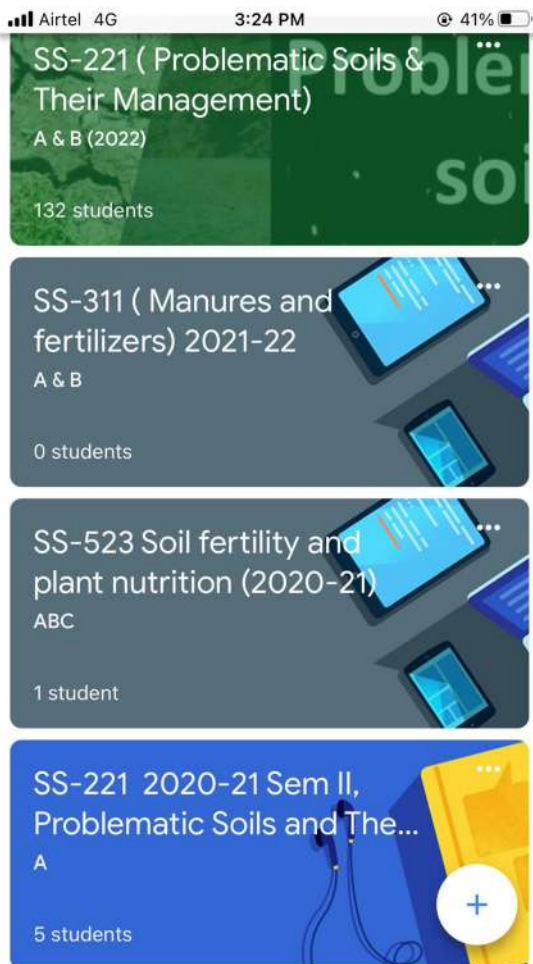 Airtel 4G 3:24 PM 41%
SS-221 ( Problematic Soils &
Their Management)
A & B (2022)
132 students
SS-311 ( Manures and
fertilizers) 2021-22
A & B
0 students
SS-523 Soil fertility and
plant nutrition (2020-21)
ABC
1 student
SS-221 2020-21 Sem II,
Problematic Soils and The...
A
5 students